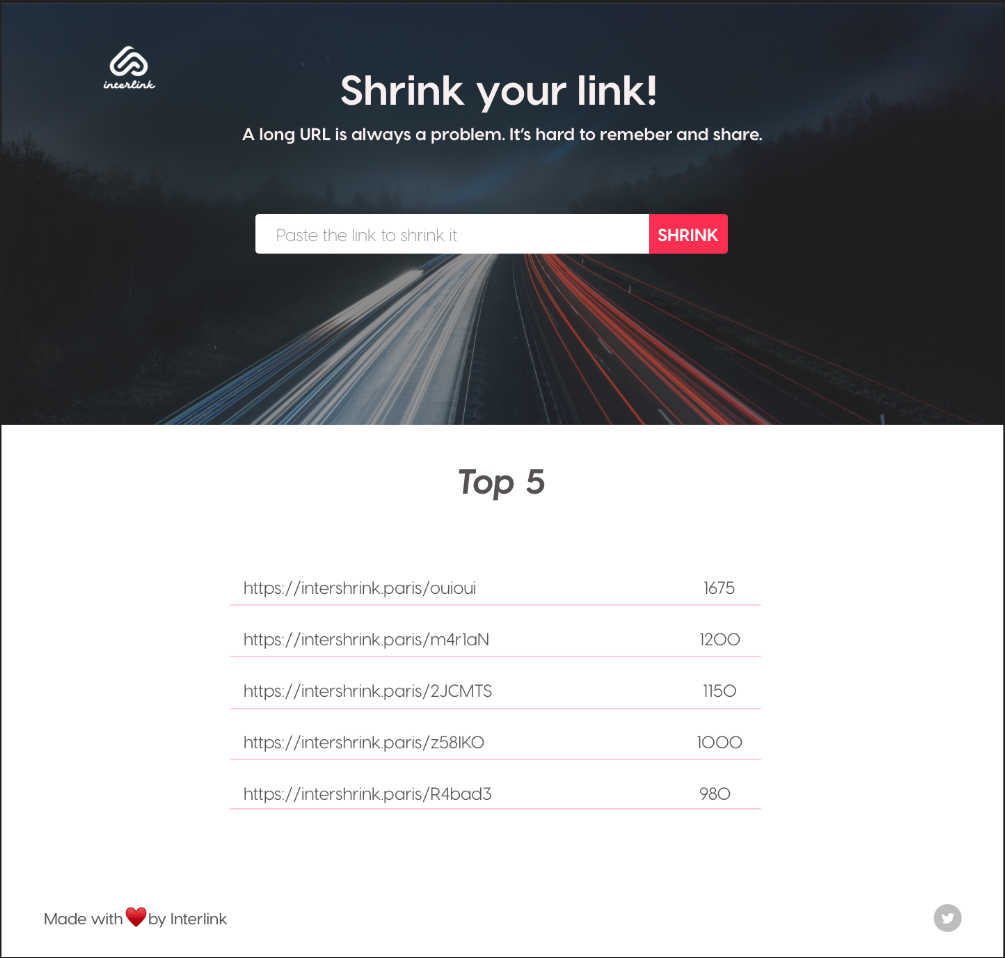 interlink
Shrink your link!
A long URL is always a problem. It's hard to remeber and share.
Paste the link to shrink it
SHRINK
Top 5
https://intershrink.paris/ouioui 1675
https://intershrink.paris/m4r1aN 1200
https://intershrink.paris/2JCMTS 1150
https://intershrink.paris/z58IKO 1000
https://intershrink.paris/R4bad3 980
Made with ❤️ by Interlink